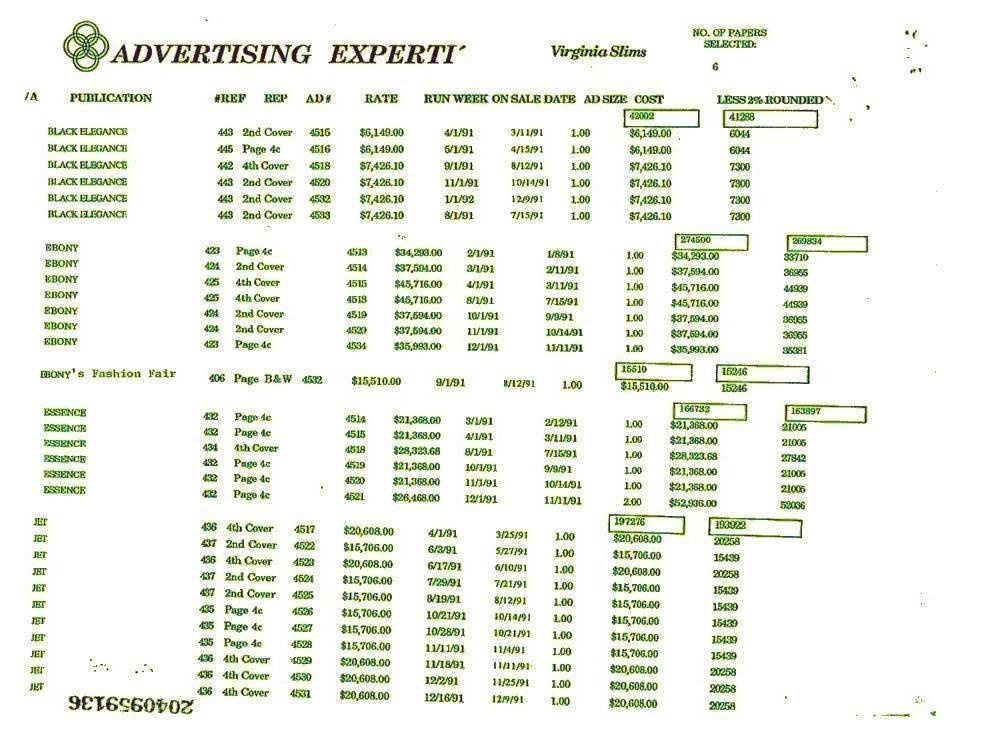 ADVERTISING EXPERTI´
Virginia Slims
NO. OF PAPERS
SELECTED:
6
/A PUBLICATION #REF REP AD# RATE RUN WEEK ON SALE DATE AD SIZE COST LESS 2% ROUNDED
42002 41288
BLACK ELEGANCE 443 2nd Cover 4515 $6,149.00 4/1/91 3/11/91 1.00 $6,149.00 6044
BLACK ELEGANCE 445 Page 4c 4516 $6,149.00 5/1/91 4/15/91 1.00 $6,149.00 6044
BLACK ELEGANCE 442 4th Cover 4518 $7,426.10 9/1/91 8/12/91 1.00 $7,426.10 7300
BLACK ELEGANCE 443 2nd Cover 4520 $7,426.10 11/1/91 10/14/91 1.00 $7,426.10 7300
BLACK ELEGANCE 443 2nd Cover 4532 $7,426.10 1/1/92 12/9/91 1.00 $7,426.10 7300
BLACK ELEGANCE 443 2nd Cover 4533 $7,426.10 8/1/91 7/15/91 1.00 $7,426.10 7300
274500 269834
EBONY 423 Page 4c 4513 $34,293.00 2/1/91 1/8/91 1.00 $34,293.00 33710
EBONY 424 2nd Cover 4514 $37,594.00 3/1/91 2/11/91 1.00 $37,594.00 36955
EBONY 425 4th Cover 4515 $45,716.00 4/1/91 3/11/91 1.00 $45,716.00 44939
EBONY 425 4th Cover 4518 $45,716.00 8/1/91 7/15/91 1.00 $45,716.00 44939
EBONY 424 2nd Cover 4519 $37,594.00 10/1/91 9/9/91 1.00 $37,594.00 36955
EBONY 424 2nd Cover 4520 $37,594.00 11/1/91 10/14/91 1.00 $37,594.00 36955
EBONY 423 Page 4c 4534 $35,993.00 12/1/91 11/11/91 1.00 $35,993.00 35381
15510 15246
EBONY's Fashion Fair 406 Page B&W 4532 $15,510.00 9/1/91 8/12/91 1.00 $15,510.00 15246
166732 163897
ESSENCE 432 Page 4c 4514 $21,368.00 3/1/91 2/12/91 1.00 $21,368.00 21005
ESSENCE 432 Page 4c 4515 $21,368.00 4/1/91 3/11/91 1.00 $21,368.00 21005
ESSENCE 434 4th Cover 4518 $28,323.68 8/1/91 7/15/91 1.00 $28,323.68 27842
ESSENCE 432 Page 4c 4519 $21,368.00 10/1/91 9/9/91 1.00 $21,368.00 21005
ESSENCE 432 Page 4c 4520 $21,368.00 11/1/91 10/14/91 1.00 $21,368.00 21005
ESSENCE 432 Page 4c 4521 $26,468.00 12/1/91 11/11/91 2.00 $52,936.00 52036
197276 193922
JET 436 4th Cover 4517 $20,608.00 4/1/91 3/25/91 1.00 $20,608.00 20258
JET 437 2nd Cover 4522 $15,706.00 6/3/91 5/27/91 1.00 $15,706.00 15439
JET 436 4th Cover 4523 $20,608.00 6/17/91 6/10/91 1.00 $20,608.00 20258
JET 437 2nd Cover 4524 $15,706.00 7/29/91 7/21/91 1.00 $15,706.00 15439
JET 437 2nd Cover 4525 $15,706.00 8/19/91 8/12/91 1.00 $15,706.00 15439
JET 435 Page 4c 4526 $15,706.00 10/21/91 10/14/91 1.00 $15,706.00 15439
JET 435 Page 4c 4527 $15,706.00 10/28/91 10/21/91 1.00 $15,706.00 15439
JET 435 Page 4c 4528 $15,706.00 11/11/91 11/4/91 1.00 $15,706.00 15439
JET 436 4th Cover 4529 $20,608.00 11/18/91 11/11/91 1.00 $20,608.00 20258
JET 436 4th Cover 4530 $20,608.00 12/2/91 11/25/91 1.00 $20,608.00 20258
JET 436 4th Cover 4531 $20,608.00 12/16/91 12/9/91 1.00 $20,608.00 20258
2040959136